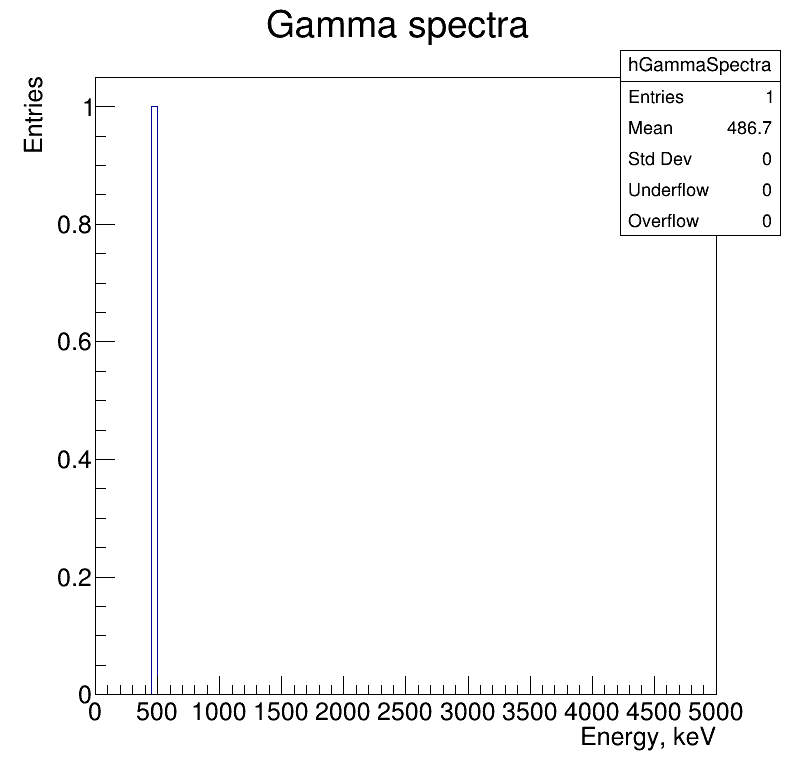 Gamma spectra
hGammaSpectra
Entries 1
Mean 486.7
Std Dev 0
Underflow 0
Overflow 0
Entries
1
0.8
0.6
0.4
0.2
0
0 500 1000 1500 2000 2500 3000 3500 4000 4500 5000
Energy, keV